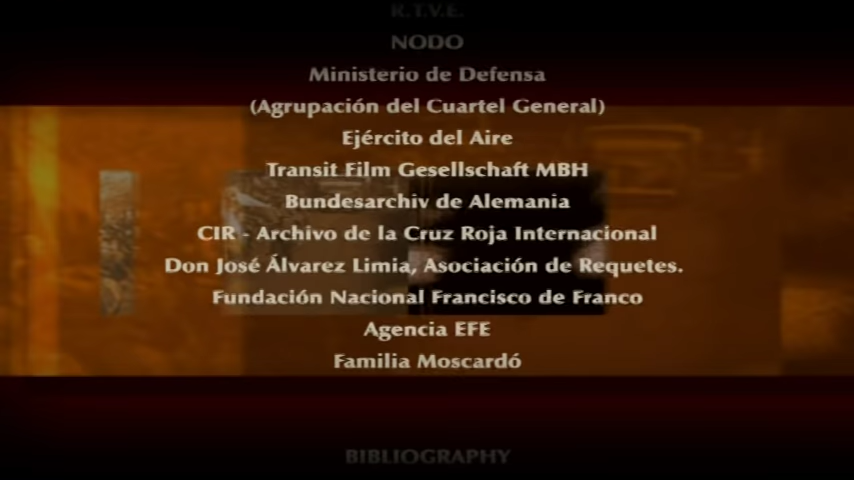 R.T.V.E.
NODO
Ministerio de Defensa
(Agrupación del Cuartel General)
Ejército del Aire
Transit Film Gesellschaft MBH
Bundesarchiv de Alemania
CIR - Archivo de la Cruz Roja Internacional
Don José Álvarez Limia, Asociación de Requetes.
Fundación Nacional Francisco de Franco
Agencia EFE
Familia Moscardó
BIBLIOGRAPHY